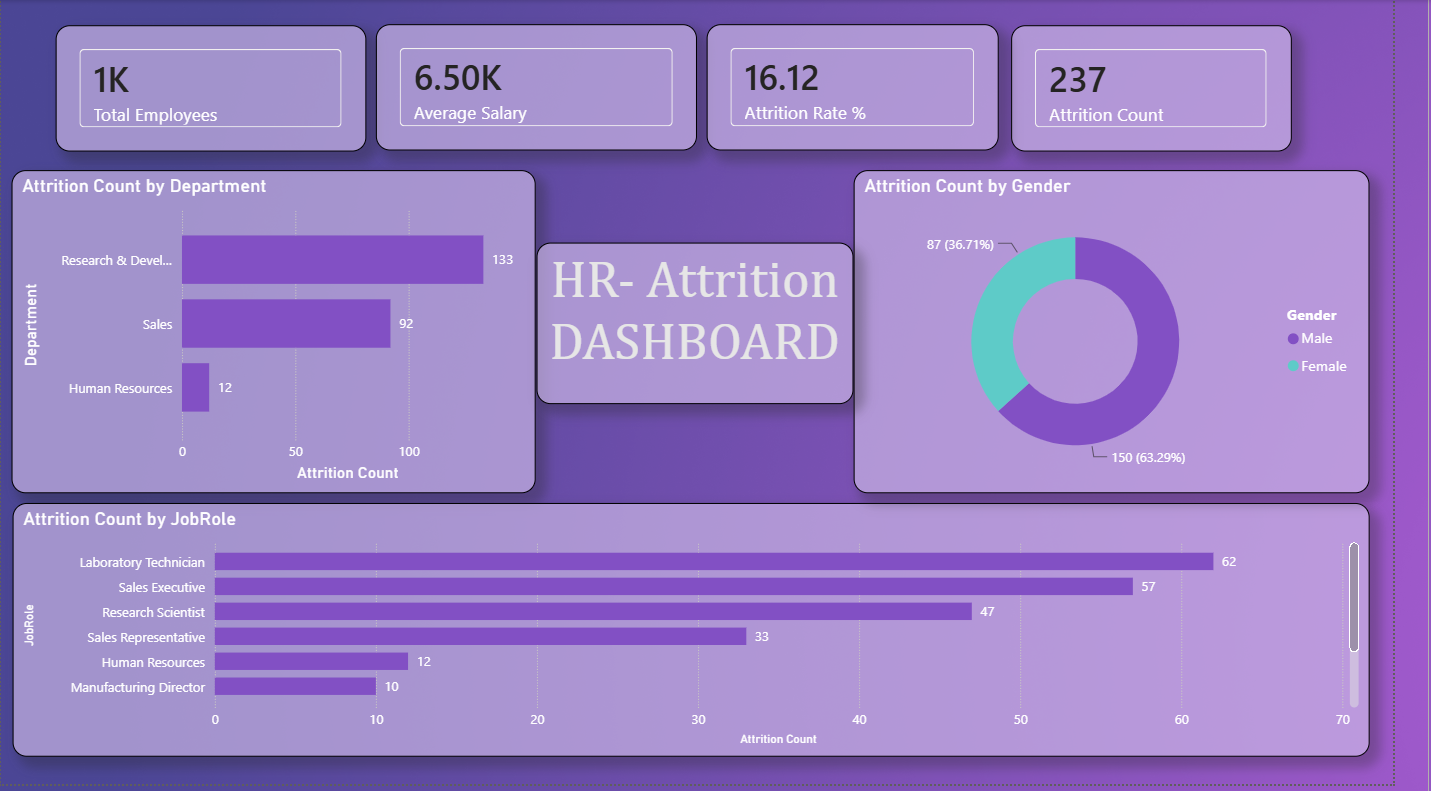 1K
Total Employees
6.50K
Average Salary
16.12
Attrition Rate %
237
Attrition Count
Attrition Count by Department
Department
Research & Devel...
133
Sales
92
Human Resources
12
0 50 100
Attrition Count
HR- Attrition
DASHBOARD
Attrition Count by Gender
87 (36.71%)
150 (63.29%)
Gender
Male
Female
Attrition Count by JobRole
JobRole
Laboratory Technician
62
Sales Executive
57
Research Scientist
47
Sales Representative
33
Human Resources
12
Manufacturing Director
10
0 10 20 30 40 50 60 70
Attrition Count